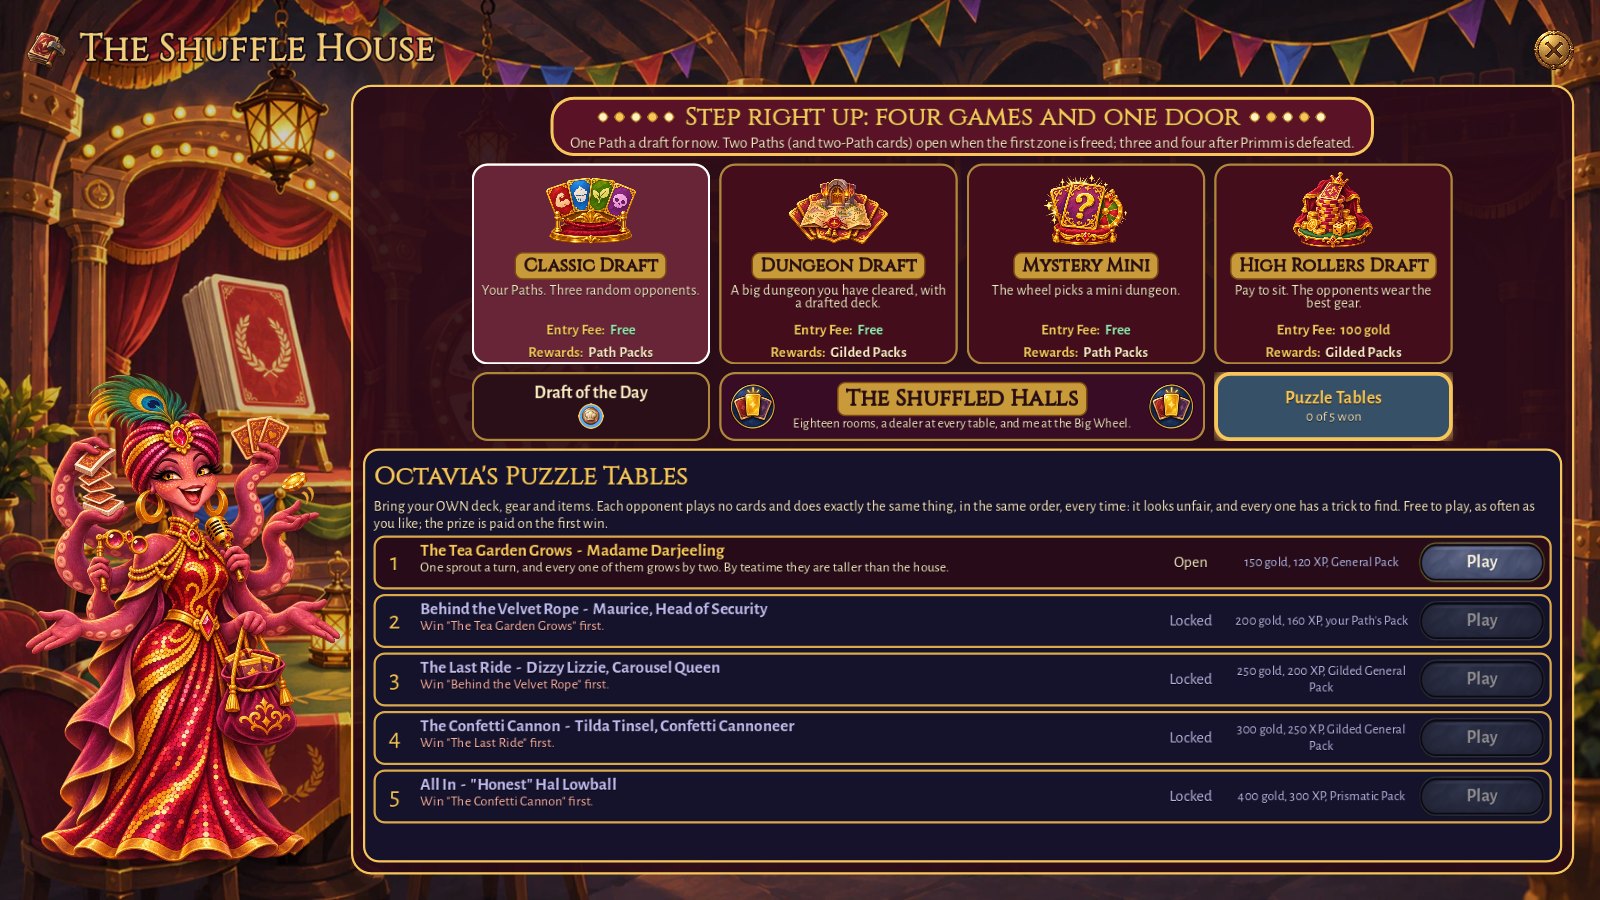 The Shuffle House
Step right up: four games and one door
One Path a draft for now. Two Paths (and two-Path cards) open when the first zone is freed; three and four after Primm is defeated.
Classic Draft
Your Paths. Three random opponents.
Entry Fee: Free
Rewards: Path Packs
Dungeon Draft
A big dungeon you have cleared, with
a drafted deck.
Entry Fee: Free
Rewards: Gilded Packs
Mystery Mini
The wheel picks a mini dungeon.
Entry Fee: Free
Rewards: Path Packs
High Rollers Draft
Pay to sit. The opponents wear the
best gear.
Entry Fee: 100 gold
Rewards: Gilded Packs
Draft of the Day
The Shuffled Halls
Eighteen rooms, a dealer at every table, and me at the Big Wheel.
Puzzle Tables
0 of 5 won
Octavia's Puzzle Tables
Bring your OWN deck, gear and items. Each opponent plays no cards and does exactly the same thing, in the same order, every time: it looks unfair, and every one has a trick to find. Free to play, as often as
you like; the prize is paid on the first win.
1
The Tea Garden Grows - Madame Darjeeling
One sprout a turn, and every one of them grows by two. By teatime they are taller than the house.
Open
150 gold, 120 XP, General Pack
Play
2
Behind the Velvet Rope - Maurice, Head of Security
Win "The Tea Garden Grows" first.
Locked
200 gold, 160 XP, your Path's Pack
Play
3
The Last Ride - Dizzy Lizzie, Carousel Queen
Win "Behind the Velvet Rope" first.
Locked
250 gold, 200 XP, Gilded General
Pack
Play
4
The Confetti Cannon - Tilda Tinsel, Confetti Cannoneer
Win "The Last Ride" first.
Locked
300 gold, 250 XP, Gilded General
Pack
Play
5
All In - "Honest" Hal Lowball
Win "The Confetti Cannon" first.
Locked
400 gold, 300 XP, Prismatic Pack
Play